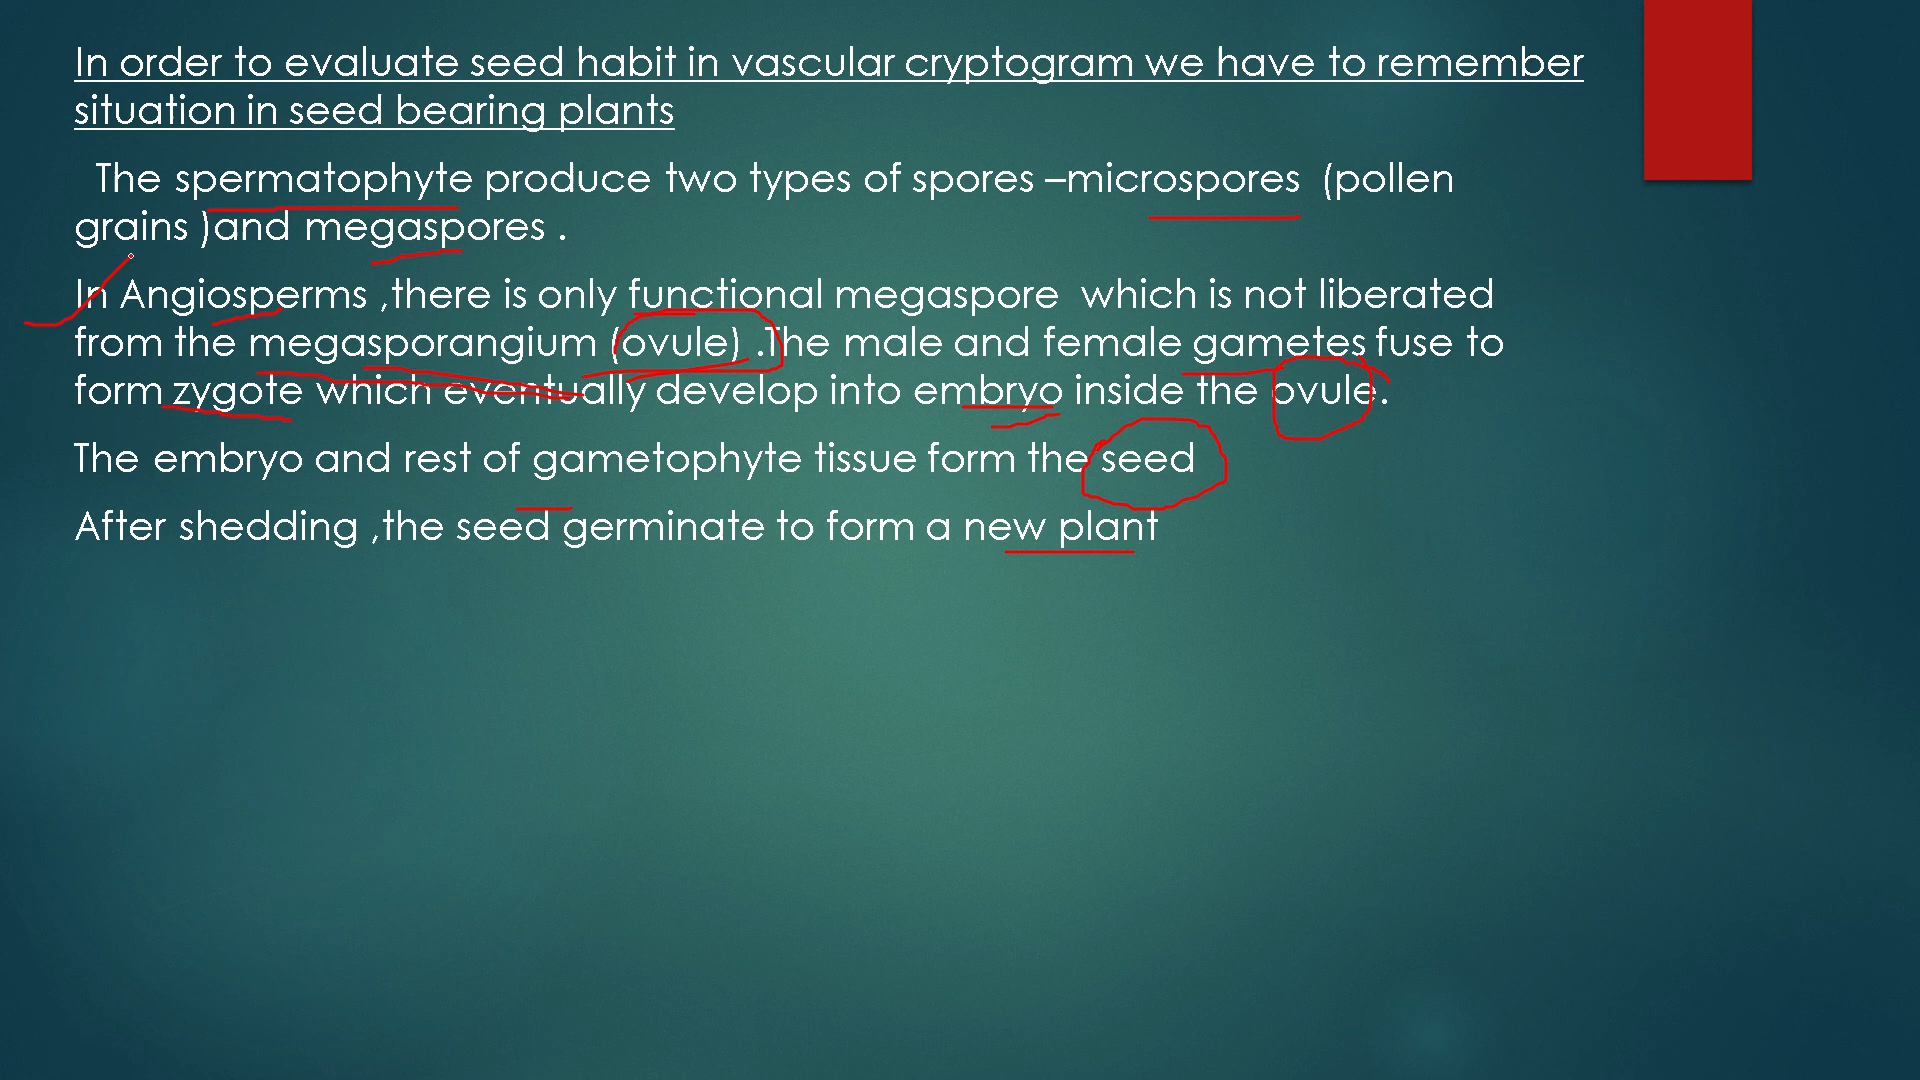 In order to evaluate seed habit in vascular cryptogram we have to remember
situation in seed bearing plants
The spermatophyte produce two types of spores –microspores (pollen
grains )and megaspores .
In Angiosperms ,there is only functional megaspore which is not liberated
from the megasporangium (ovule) .The male and female gametes fuse to
form zygote which eventually develop into embryo inside the ovule.
The embryo and rest of gametophyte tissue form the seed
After shedding ,the seed germinate to form a new plant